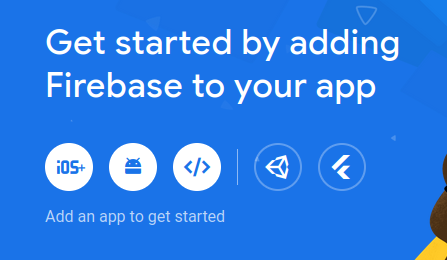 Get started by adding
Firebase to your app
iOS+
Add an app to get started